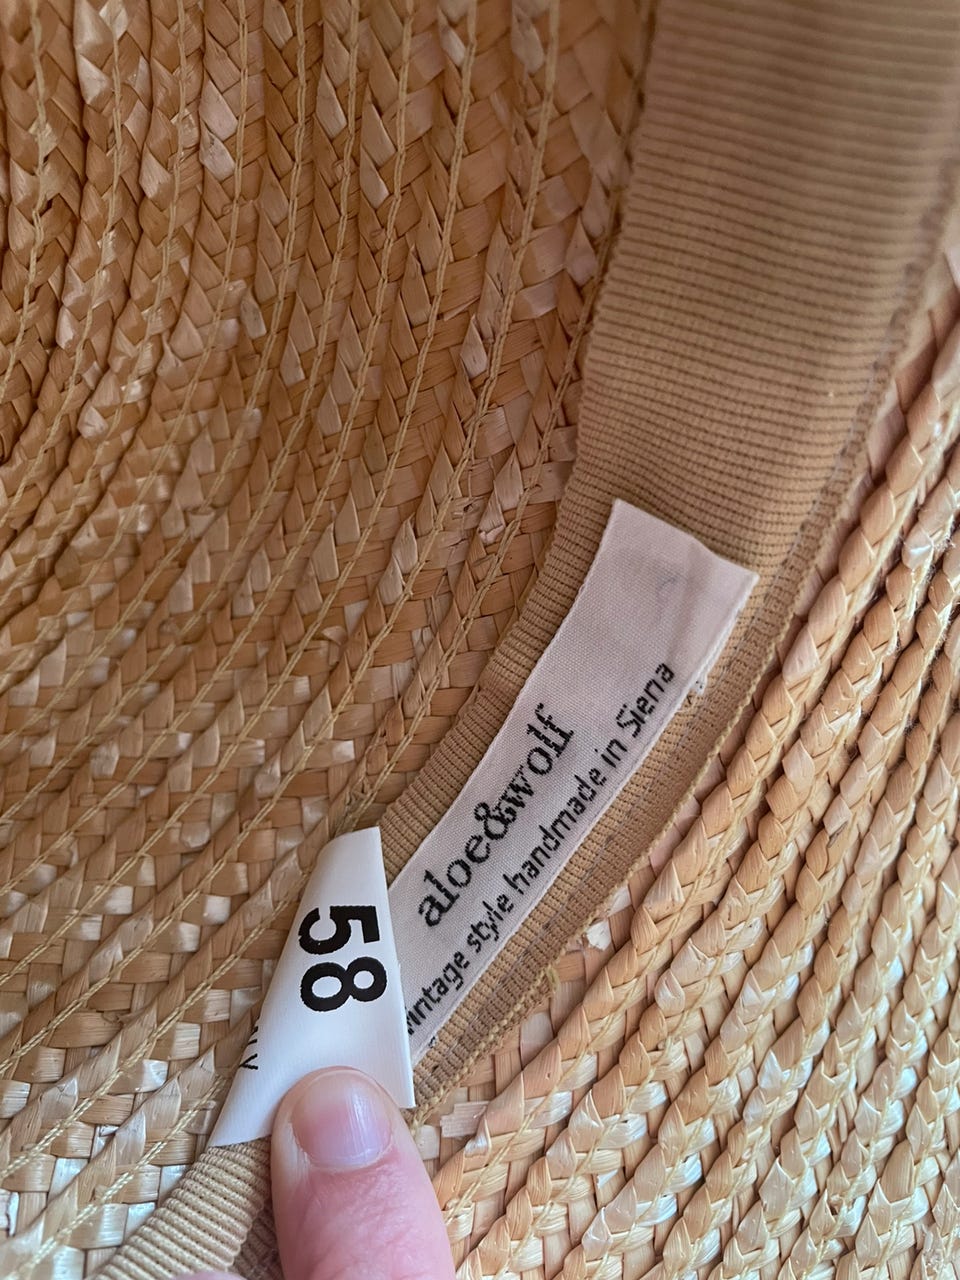 aloe&wolf
vintage style handmade in Siena
58